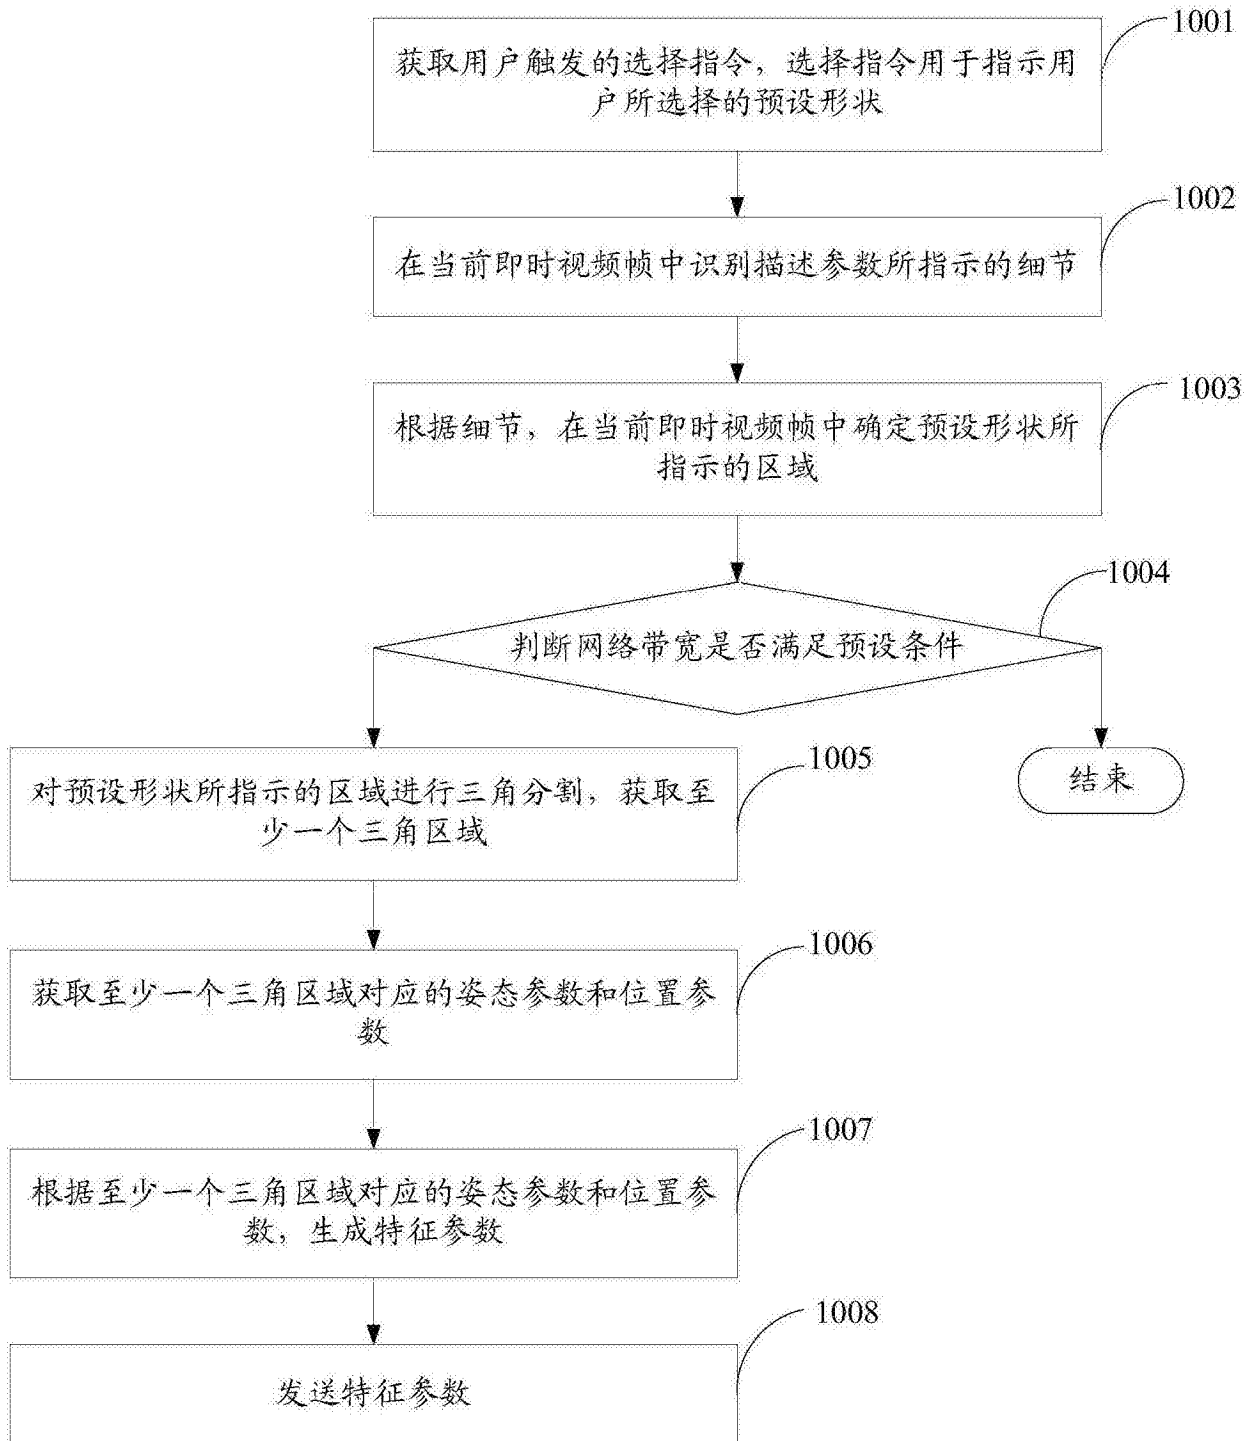 1001
获取用户触发的选择指令，选择指令用于指示用
户所选择的预设形状
1002
在当前即时视频帧中识别描述参数所指示的细节
1003
根据细节，在当前即时视频帧中确定预设形状所
指示的区域
1004
判断网络带宽是否满足预设条件
1005
对预设形状所指示的区域进行三角分割，获取至
少一个三角区域
结束
1006
获取至少一个三角区域对应的姿态参数和位置参
数
1007
根据至少一个三角区域对应的姿态参数和位置参
数，生成特征参数
1008
发送特征参数